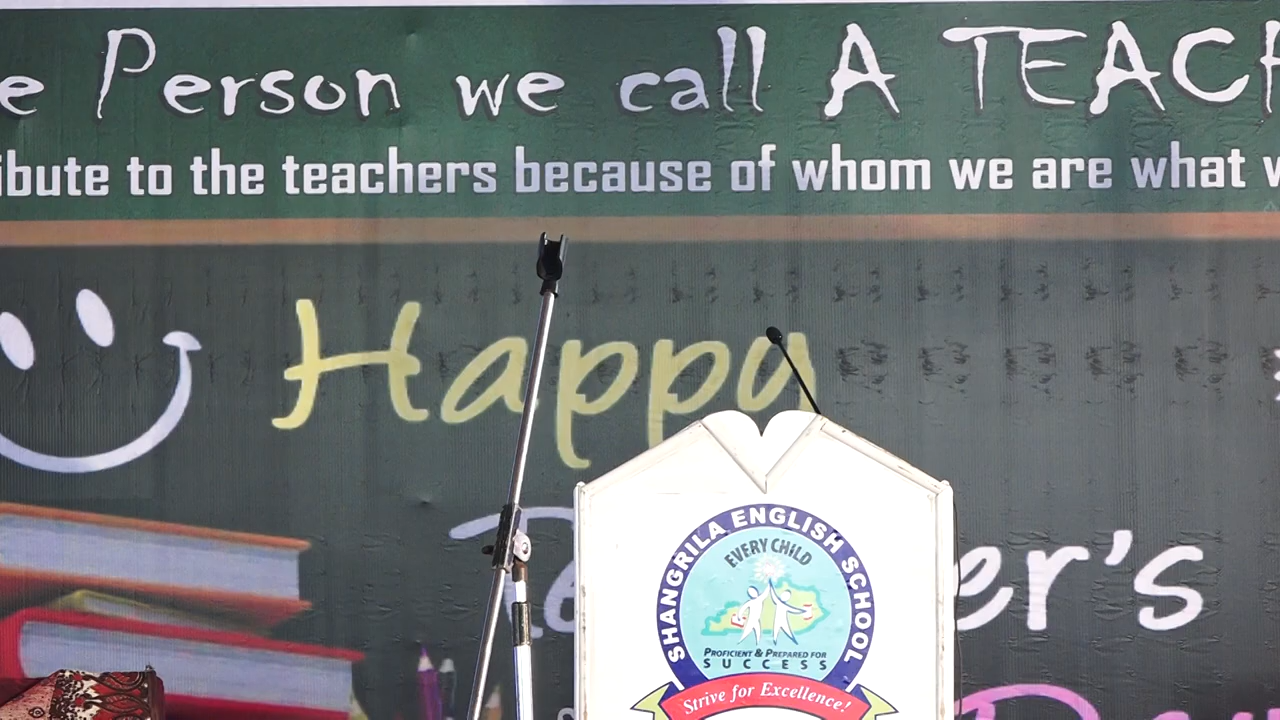 e Person we call A TEACH
ibute to the teachers because of whom we are what w
Happy
er's
SHANGRILA ENGLISH SCHOOL
EVERY CHILD
PROFICIENT & PREPARED FOR
SUCCESS
Strive for Excellence!